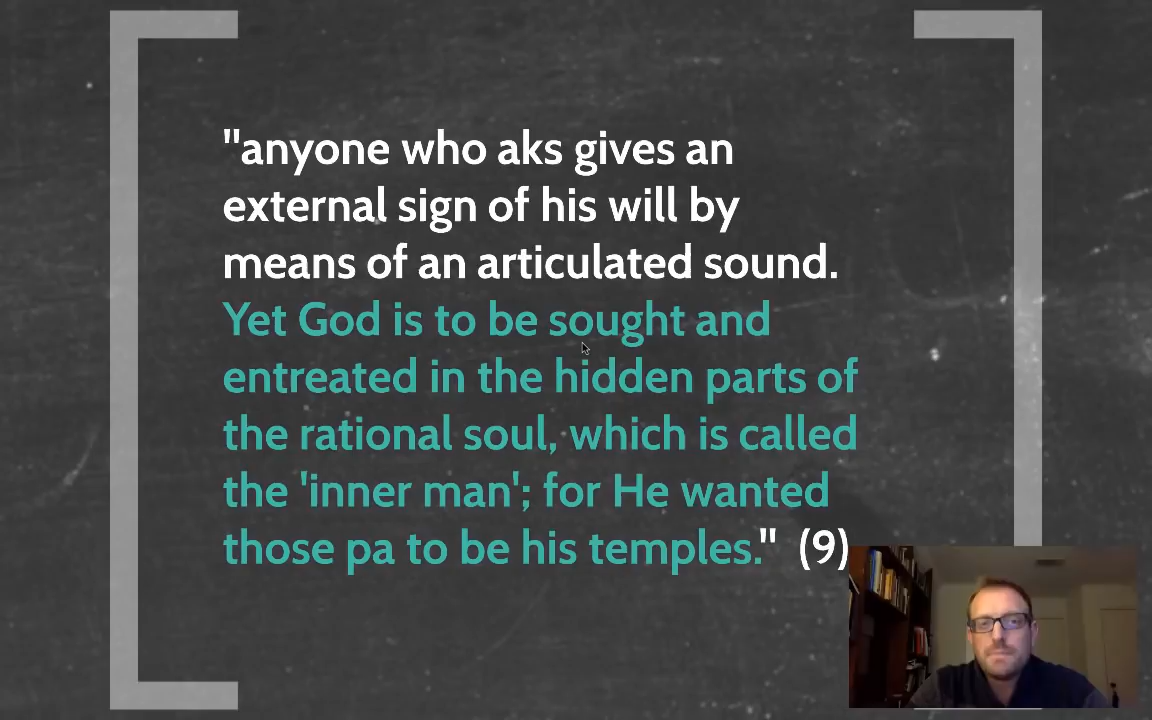 "anyone who aks gives an
external sign of his will by
means of an articulated sound.
Yet God is to be sought and
entreated in the hidden parts of
the rational soul, which is called
the 'inner man'; for He wanted
those pa to be his temples." (9)